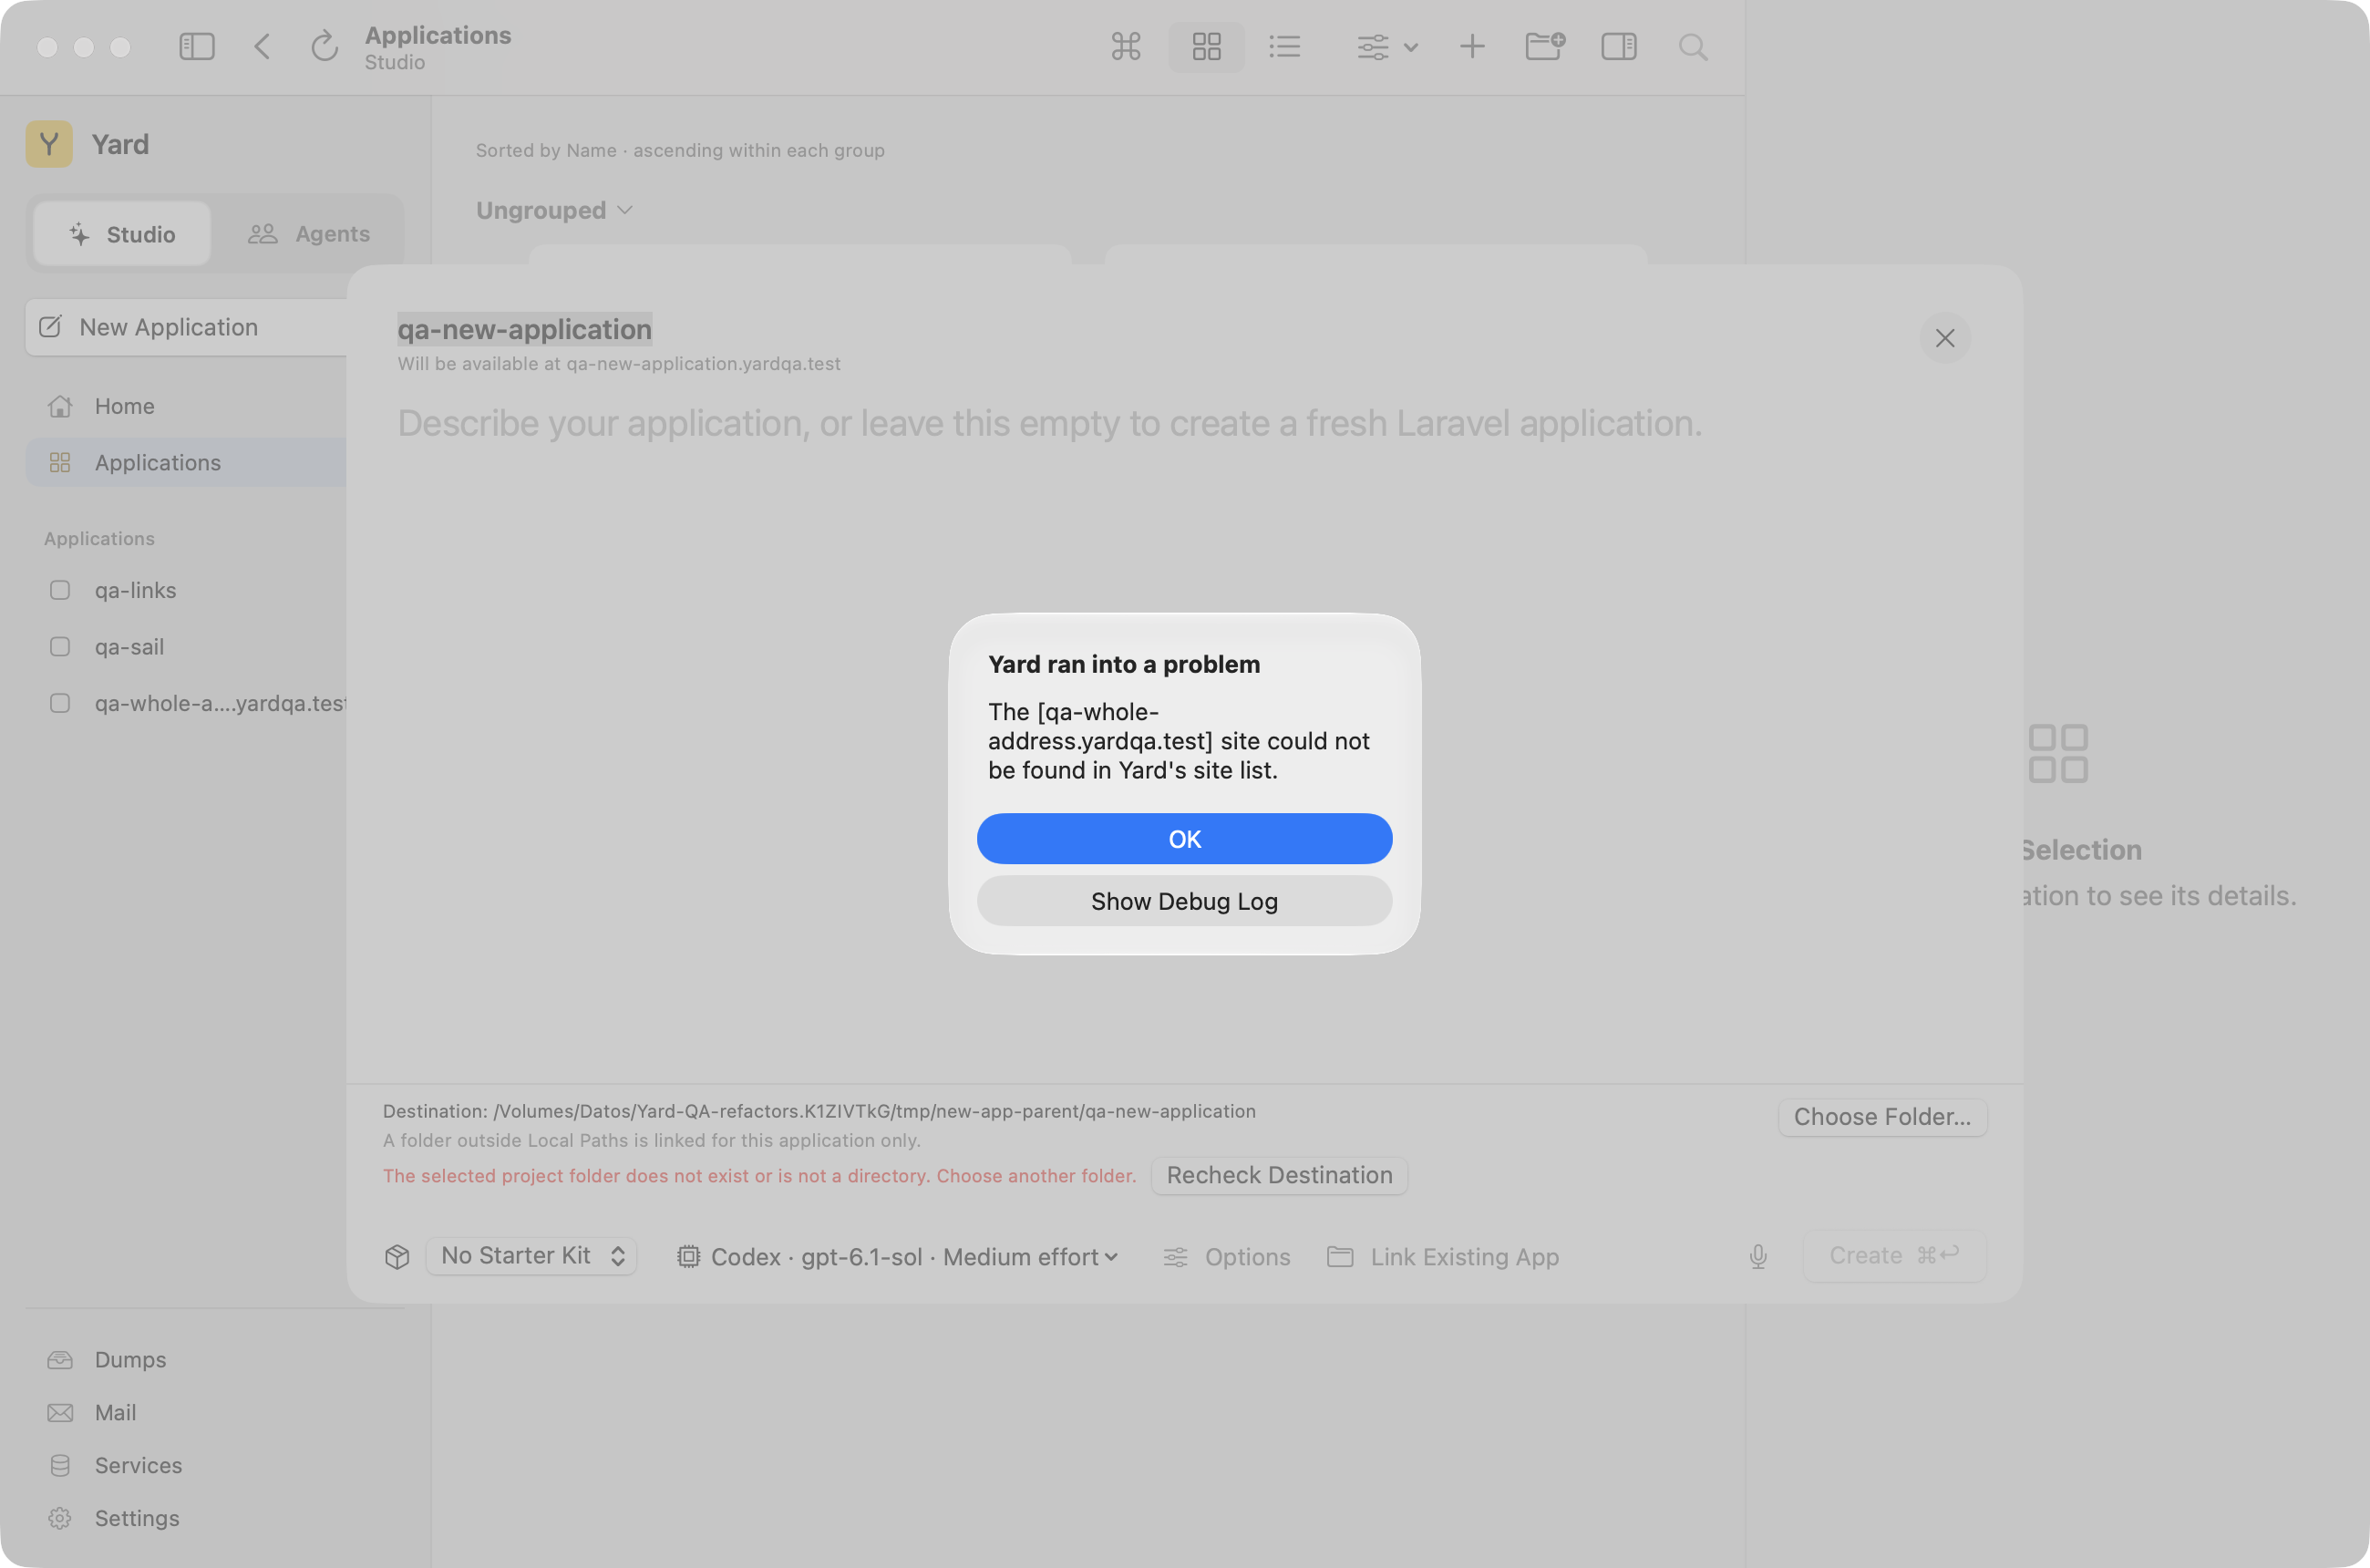 Applications
Studio
Yard
Studio
Agents
New Application
Home
Applications
Applications
qa-links
qa-sail
qa-whole-a....yardqa.test
Dumps
Mail
Services
Settings
Sorted by Name · ascending within each group
Ungrouped
qa-new-application
Will be available at qa-new-application.yardqa.test
Describe your application, or leave this empty to create a fresh Laravel application.
Yard ran into a problem
The [qa-whole-
address.yardqa.test] site could not
be found in Yard's site list.
OK
Show Debug Log
Selection
ation to see its details.
Destination: /Volumes/Datos/Yard-QA-refactors.K1ZIVTkG/tmp/new-app-parent/qa-new-application
Choose Folder...
A folder outside Local Paths is linked for this application only.
The selected project folder does not exist or is not a directory. Choose another folder.
Recheck Destination
No Starter Kit
Codex · gpt-6.1-sol · Medium effort
Options
Link Existing App
Create ⌘↩